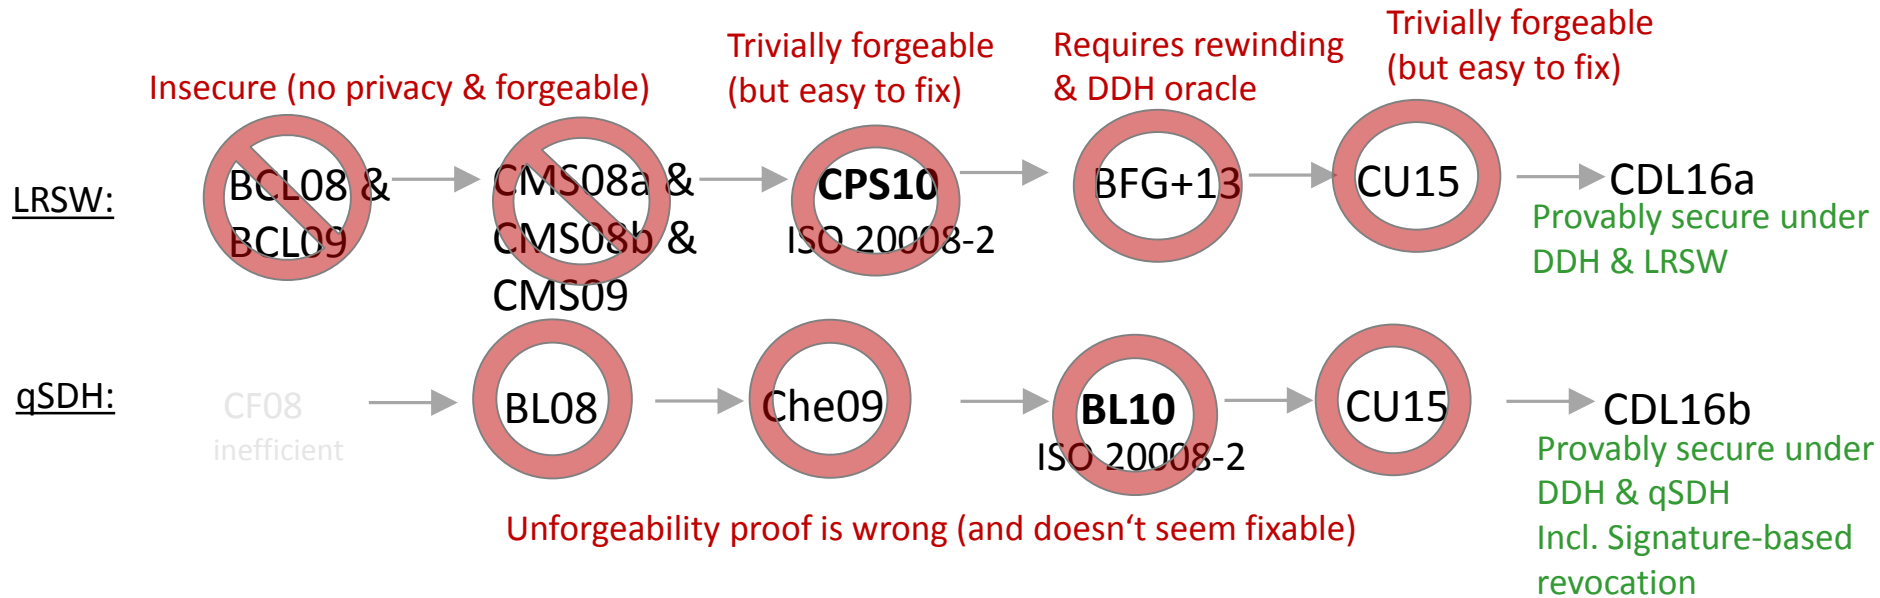 Trivially forgeable
(but easy to fix)
Requires rewinding
& DDH oracle
Trivially forgeable
(but easy to fix)
Insecure (no privacy & forgeable)
LRSW:
BCL08 &
BCL09
CMS08a &
CMS08b &
CMS09
CPS10
ISO 20008-2
BFG+13
CU15
CDL16a
Provably secure under
DDH & LRSW
qSDH:
CF08
inefficient
BL08
Che09
BL10
ISO 20008-2
CU15
CDL16b
Provably secure under
DDH & qSDH
Incl. Signature-based
revocation
Unforgeability proof is wrong (and doesn‘t seem fixable)